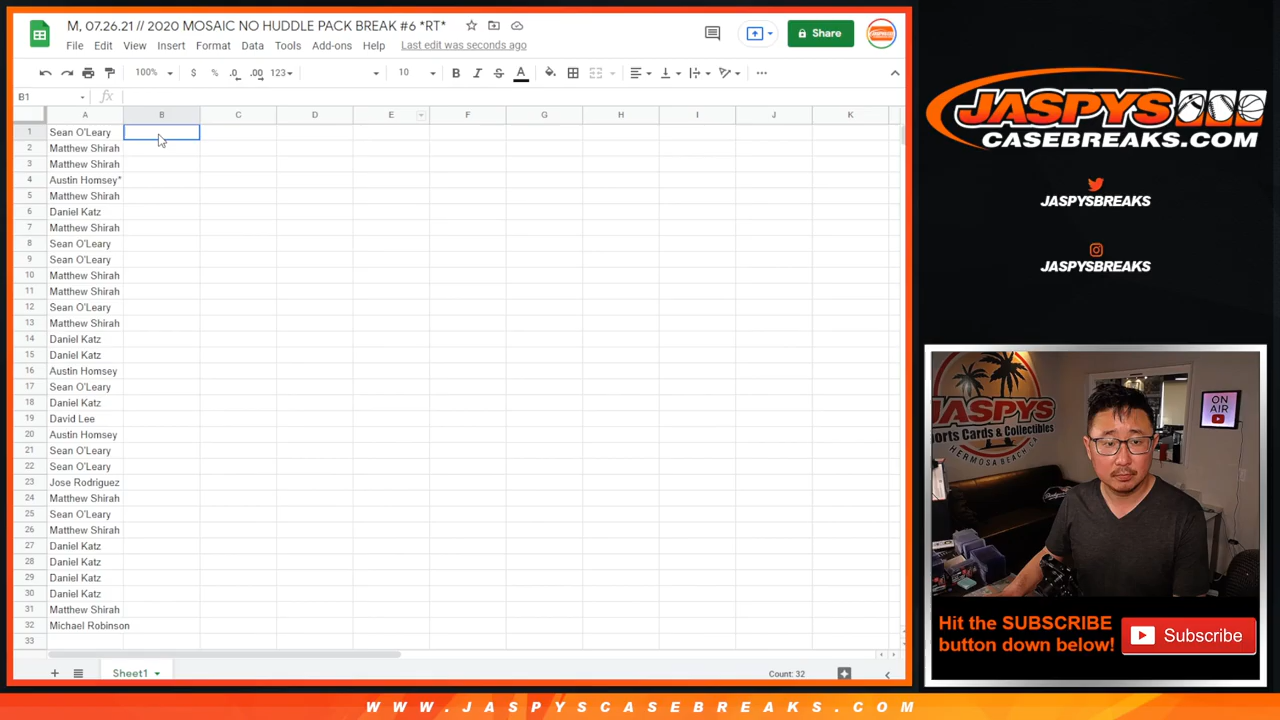 M, 07.26.21 // 2020 MOSAIC NO HUDDLE PACK BREAK #6 *RT*
File Edit View Insert Format Data Tools Add-ons Help Last edit was seconds ago
Share
100% $ % .0 .00 123 10 B I S A
B1 fx
A B C D E F G H I J K
1 Sean O'Leary
2 Matthew Shirah
3 Matthew Shirah
4 Austin Homsey*
5 Matthew Shirah
6 Daniel Katz
7 Matthew Shirah
8 Sean O'Leary
9 Sean O'Leary
10 Matthew Shirah
11 Matthew Shirah
12 Sean O'Leary
13 Matthew Shirah
14 Daniel Katz
15 Daniel Katz
16 Austin Homsey
17 Sean O'Leary
18 Daniel Katz
19 David Lee
20 Austin Homsey
21 Sean O'Leary
22 Sean O'Leary
23 Jose Rodriguez
24 Matthew Shirah
25 Sean O'Leary
26 Matthew Shirah
27 Daniel Katz
28 Daniel Katz
29 Daniel Katz
30 Daniel Katz
31 Matthew Shirah
32 Michael Robinson
33
Sheet1
Count: 32
JASPYS
CASEBREAKS.COM
JASPYSBREAKS
JASPYSBREAKS
JASPYS
Sports Cards & Collectibles
HERMOSA BEACH CA
ON
AIR
Hit the SUBSCRIBE
button down below!
Subscribe
WWW.JASPYSCASEBREAKS.COM